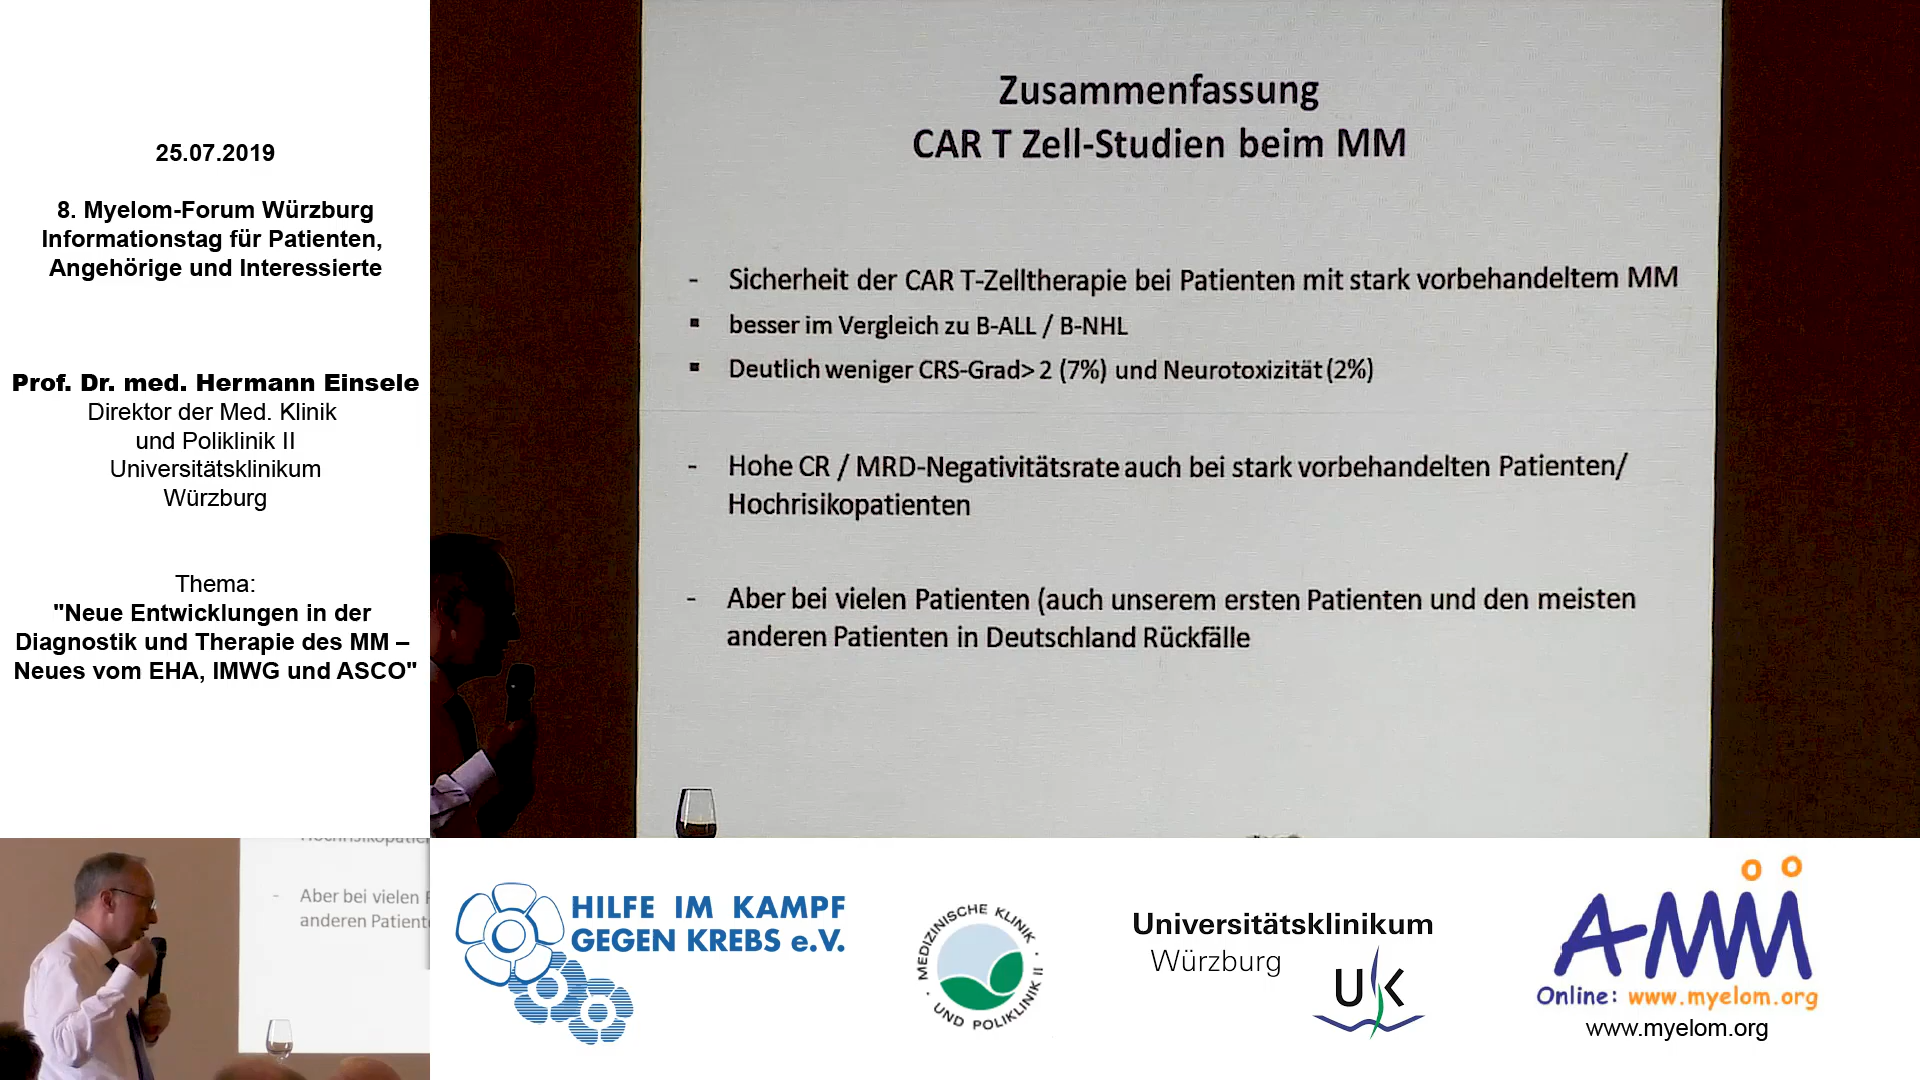 25.07.2019
8. Myelom-Forum Würzburg
Informationstag für Patienten,
Angehörige und Interessierte
Prof. Dr. med. Hermann Einsele
Direktor der Med. Klinik
und Poliklinik II
Universitätsklinikum
Würzburg
Thema:
"Neue Entwicklungen in der
Diagnostik und Therapie des MM –
Neues vom EHA, IMWG und ASCO"
Zusammenfassung
CAR T Zell-Studien beim MM
- Sicherheit der CAR T-Zelltherapie bei Patienten mit stark vorbehandeltem MM
▪ besser im Vergleich zu B-ALL / B-NHL
▪ Deutlich weniger CRS-Grad> 2 (7%) und Neurotoxizität (2%)
- Hohe CR / MRD-Negativitätsrate auch bei stark vorbehandelten Patienten/
Hochrisikopatienten
- Aber bei vielen Patienten (auch unserem ersten Patienten und den meisten
anderen Patienten in Deutschland Rückfälle
- Aber bei vielen
anderen
HILFE IM KAMPF
GEGEN KREBS e.V.
MEDIZINISCHE KLINIK
UND POLIKLINIK II
Universitätsklinikum
Würzburg
UK
AMM
Online: www.myelom.org
www.myelom.org